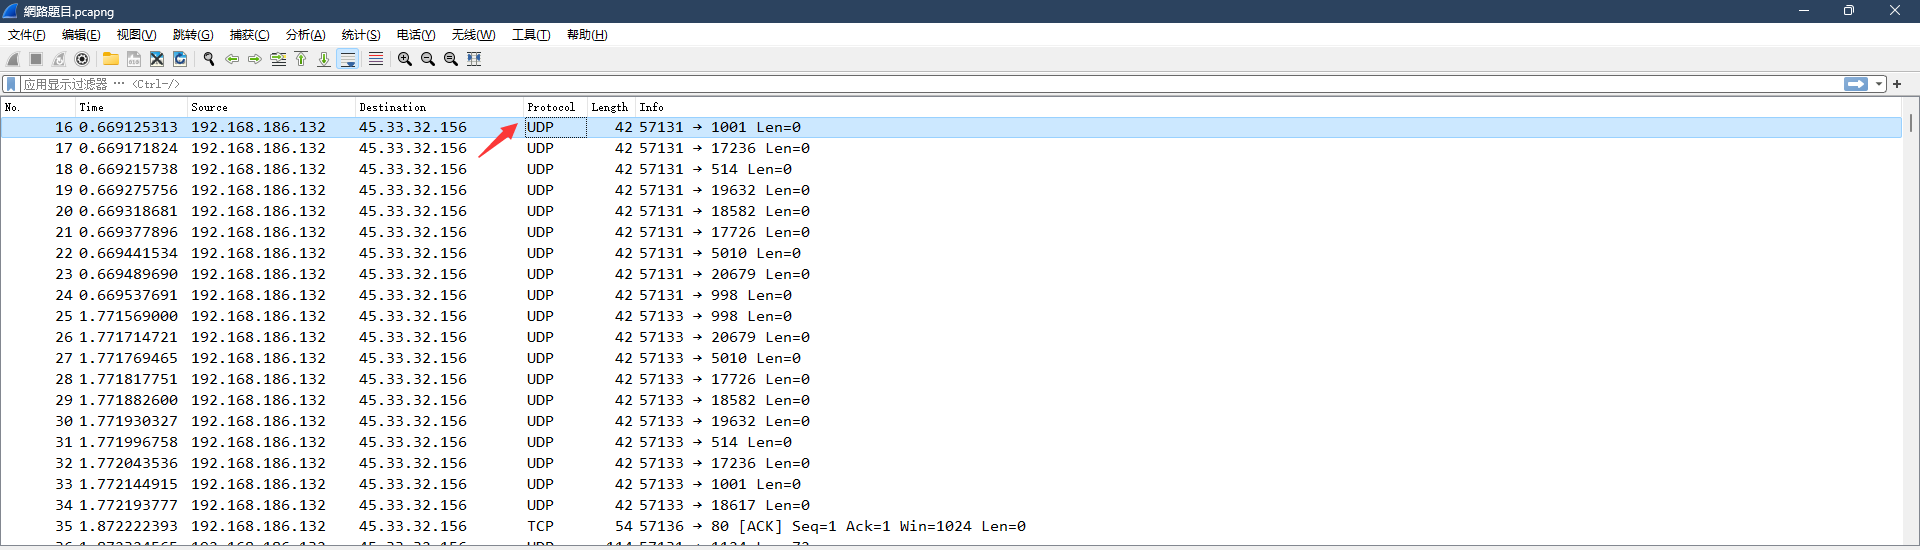 網路題目.pcapng
文件(F) 编辑(E) 视图(V) 跳转(G) 捕获(C) 分析(A) 统计(S) 电话(Y) 无线(W) 工具(T) 帮助(H)
应用显示过滤器 … <Ctrl-/>
No. Time Source Destination Protocol Length Info
16 0.669125313 192.168.186.132 45.33.32.156 UDP 42 57131 → 1001 Len=0
17 0.669171824 192.168.186.132 45.33.32.156 UDP 42 57131 → 17236 Len=0
18 0.669215738 192.168.186.132 45.33.32.156 UDP 42 57131 → 514 Len=0
19 0.669275756 192.168.186.132 45.33.32.156 UDP 42 57131 → 19632 Len=0
20 0.669318681 192.168.186.132 45.33.32.156 UDP 42 57131 → 18582 Len=0
21 0.669377896 192.168.186.132 45.33.32.156 UDP 42 57131 → 17726 Len=0
22 0.669441534 192.168.186.132 45.33.32.156 UDP 42 57131 → 5010 Len=0
23 0.669489690 192.168.186.132 45.33.32.156 UDP 42 57131 → 20679 Len=0
24 0.669537691 192.168.186.132 45.33.32.156 UDP 42 57131 → 998 Len=0
25 1.771569000 192.168.186.132 45.33.32.156 UDP 42 57133 → 998 Len=0
26 1.771714721 192.168.186.132 45.33.32.156 UDP 42 57133 → 20679 Len=0
27 1.771769465 192.168.186.132 45.33.32.156 UDP 42 57133 → 5010 Len=0
28 1.771817751 192.168.186.132 45.33.32.156 UDP 42 57133 → 17726 Len=0
29 1.771882600 192.168.186.132 45.33.32.156 UDP 42 57133 → 18582 Len=0
30 1.771930327 192.168.186.132 45.33.32.156 UDP 42 57133 → 19632 Len=0
31 1.771996758 192.168.186.132 45.33.32.156 UDP 42 57133 → 514 Len=0
32 1.772043536 192.168.186.132 45.33.32.156 UDP 42 57133 → 17236 Len=0
33 1.772144915 192.168.186.132 45.33.32.156 UDP 42 57133 → 1001 Len=0
34 1.772193777 192.168.186.132 45.33.32.156 UDP 42 57133 → 18617 Len=0
35 1.872222393 192.168.186.132 45.33.32.156 TCP 54 57136 → 80 [ACK] Seq=1 Ack=1 Win=1024 Len=0